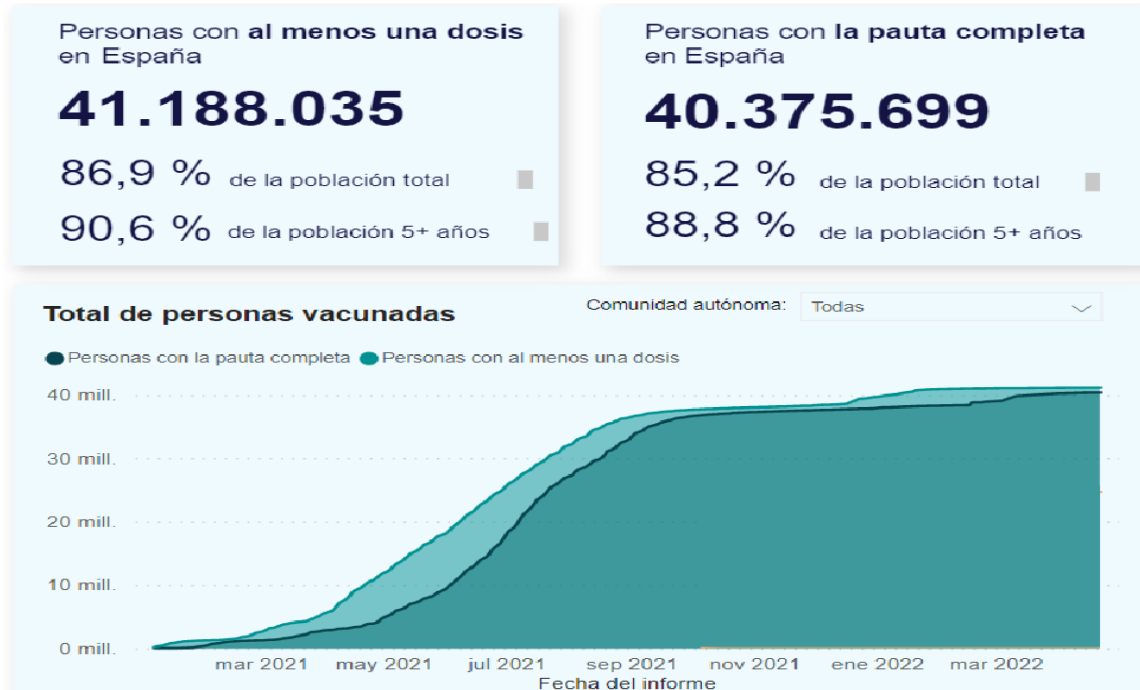 Personas con al menos una dosis
en España
41.188.035
86,9 % de la población total
90,6 % de la población 5+ años
Personas con la pauta completa
en España
40.375.699
85,2 % de la población total
88,8 % de la población 5+ años
Total de personas vacunadas
Comunidad autónoma: Todas
Personas con la pauta completa Personas con al menos una dosis
40 mill.
30 mill.
20 mill.
10 mill.
0 mill.
mar 2021 may 2021 jul 2021 sep 2021 nov 2021 ene 2022 mar 2022
Fecha del informe